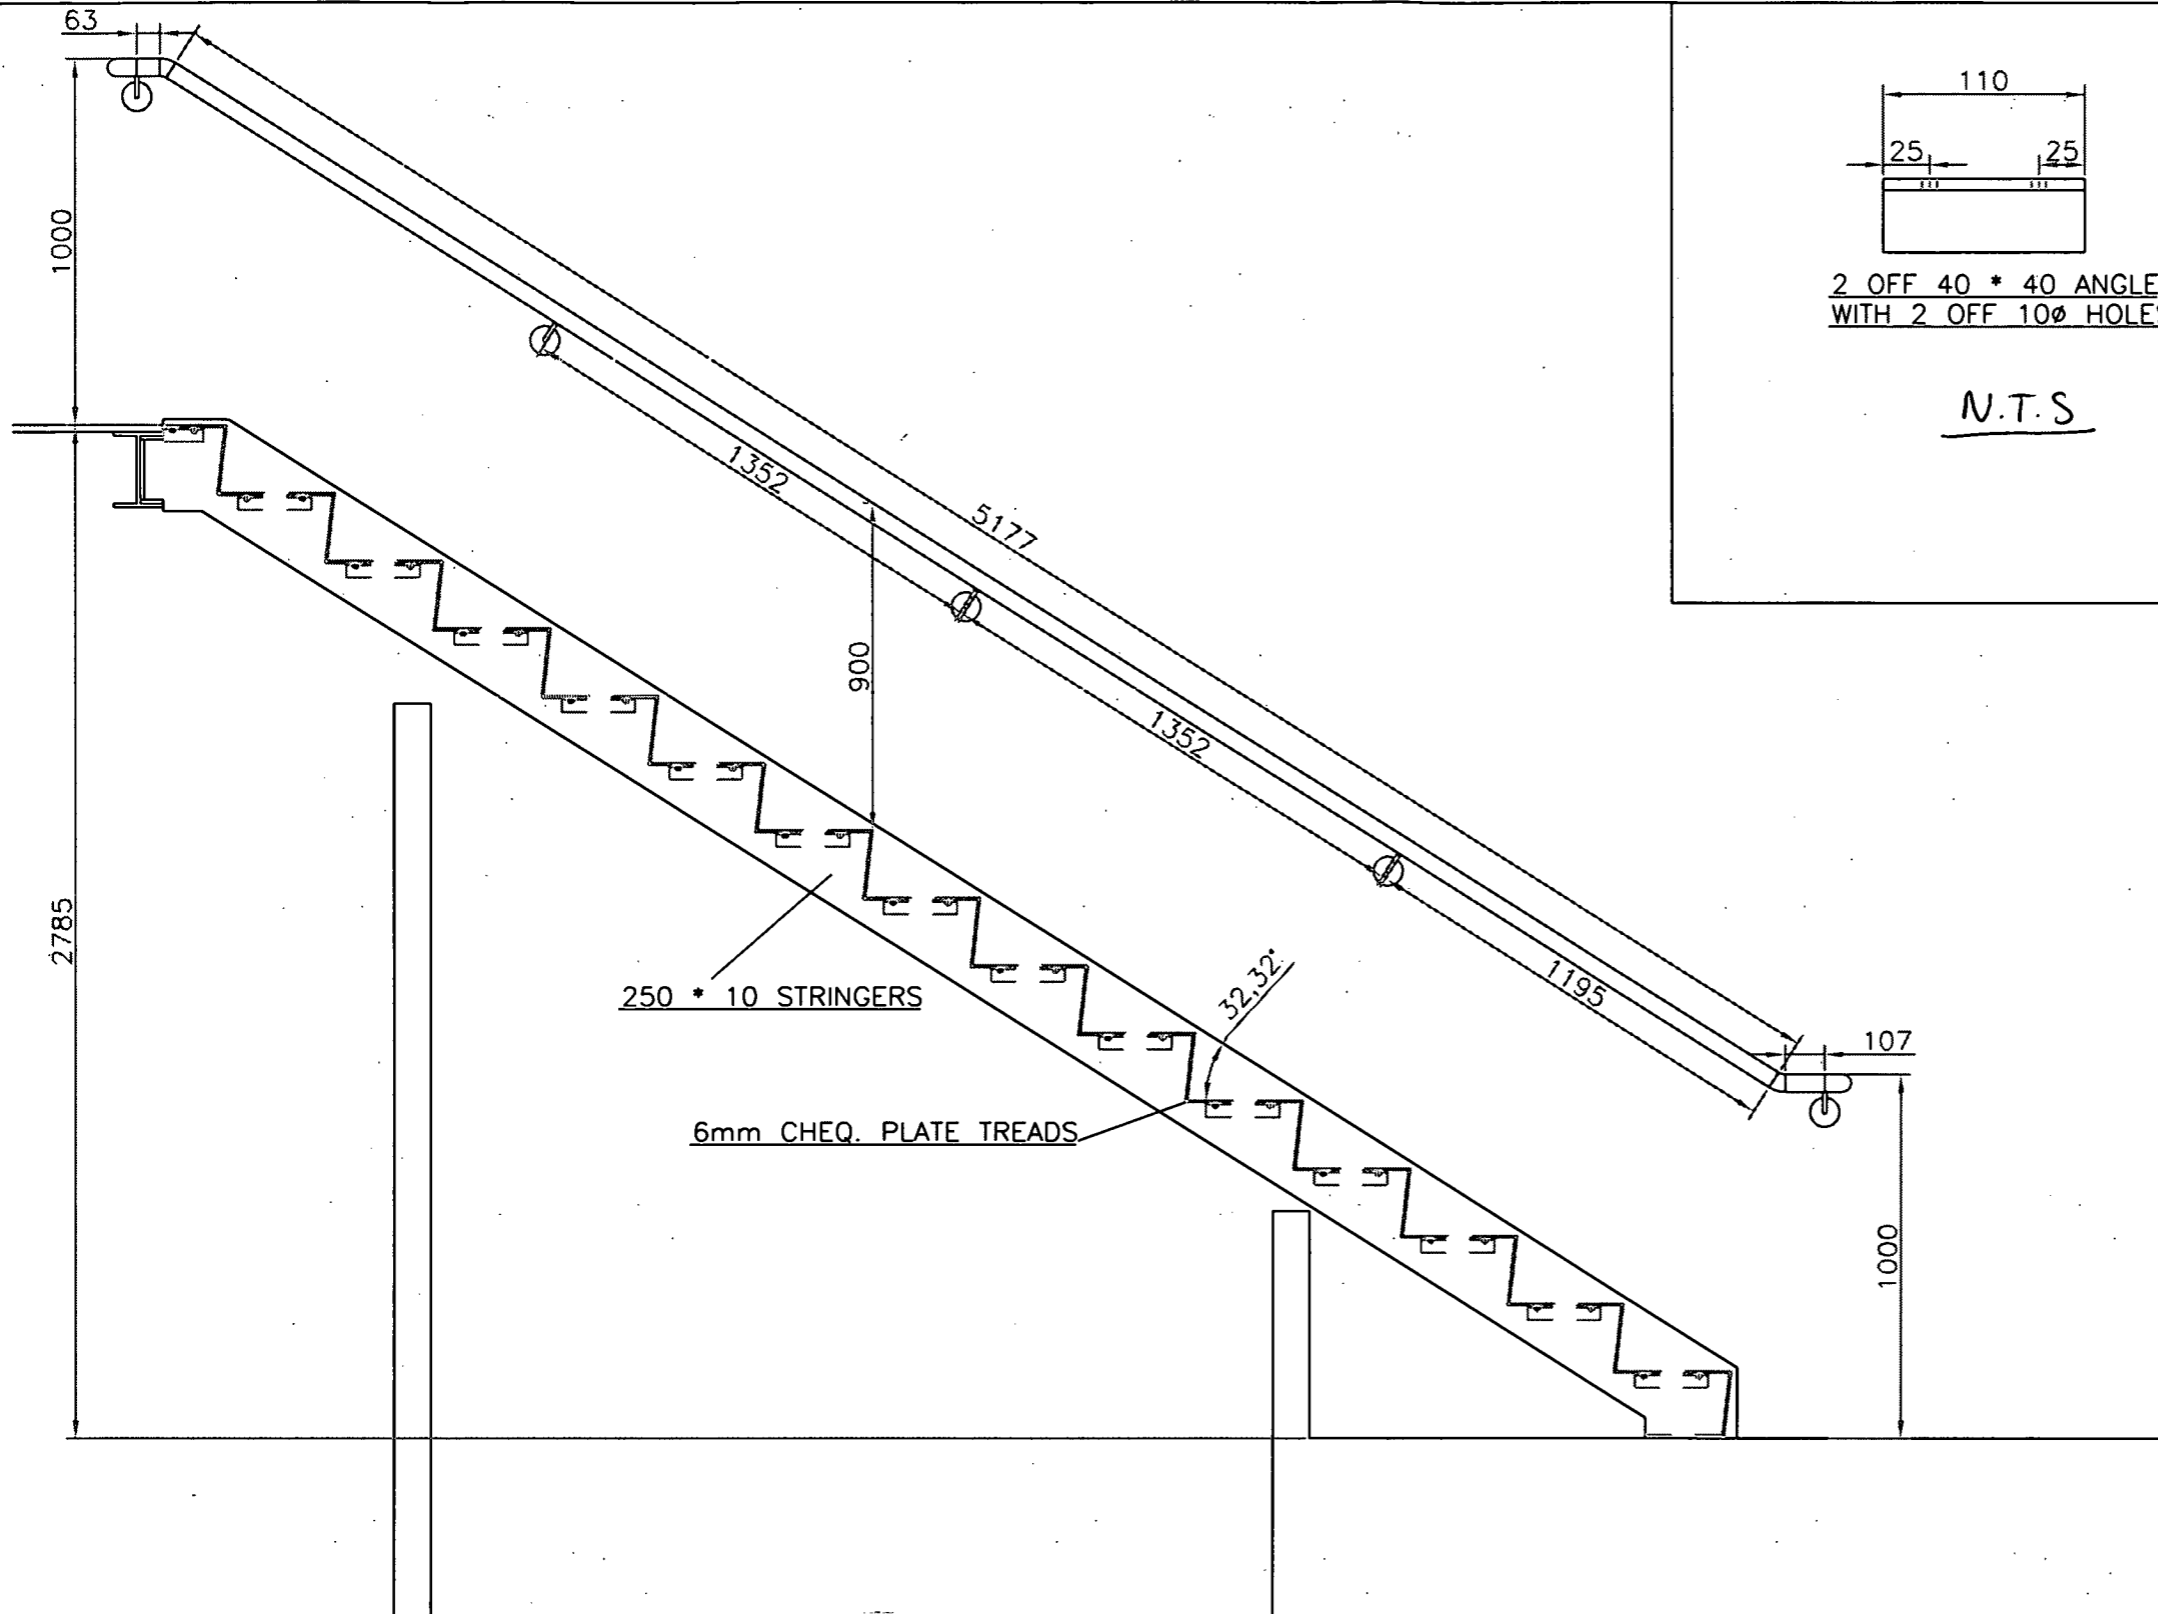 63
110
25
25
1000
2 OFF 40 * 40 ANGLE
WITH 2 OFF 10ø HOLES
N.T.S
1352
5177
900
1352
2785
1195
250 * 10 STRINGERS
32,32°
107
6mm CHEQ. PLATE TREADS
1000